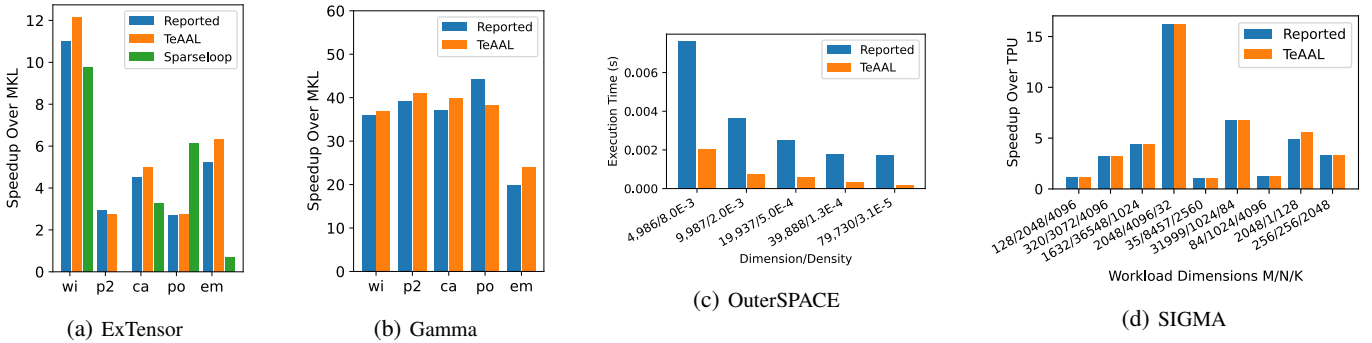 Speedup Over MKL
12
10
8
6
4
2
0
Reported
TeAAL
Sparseloop
wi p2 ca po em
(a) ExTensor
Speedup Over MKL
60
50
40
30
20
10
0
Reported
TeAAL
wi p2 ca po em
(b) Gamma
Execution Time (s)
0.006
0.004
0.002
0.000
Reported
TeAAL
4,986/8.0E-3
9,987/2.0E-3
19,937/5.0E-4
39,888/1.3E-4
79,730/3.1E-5
Dimension/Density
(c) OuterSPACE
Speedup Over TPU
15
10
5
0
Reported
TeAAL
128/2048/4096
320/3072/4096
1632/36548/1024
2048/4096/32
35/8457/2560
31999/1024/84
84/1024/4096
2048/1/128
256/256/2048
Workload Dimensions M/N/K
(d) SIGMA